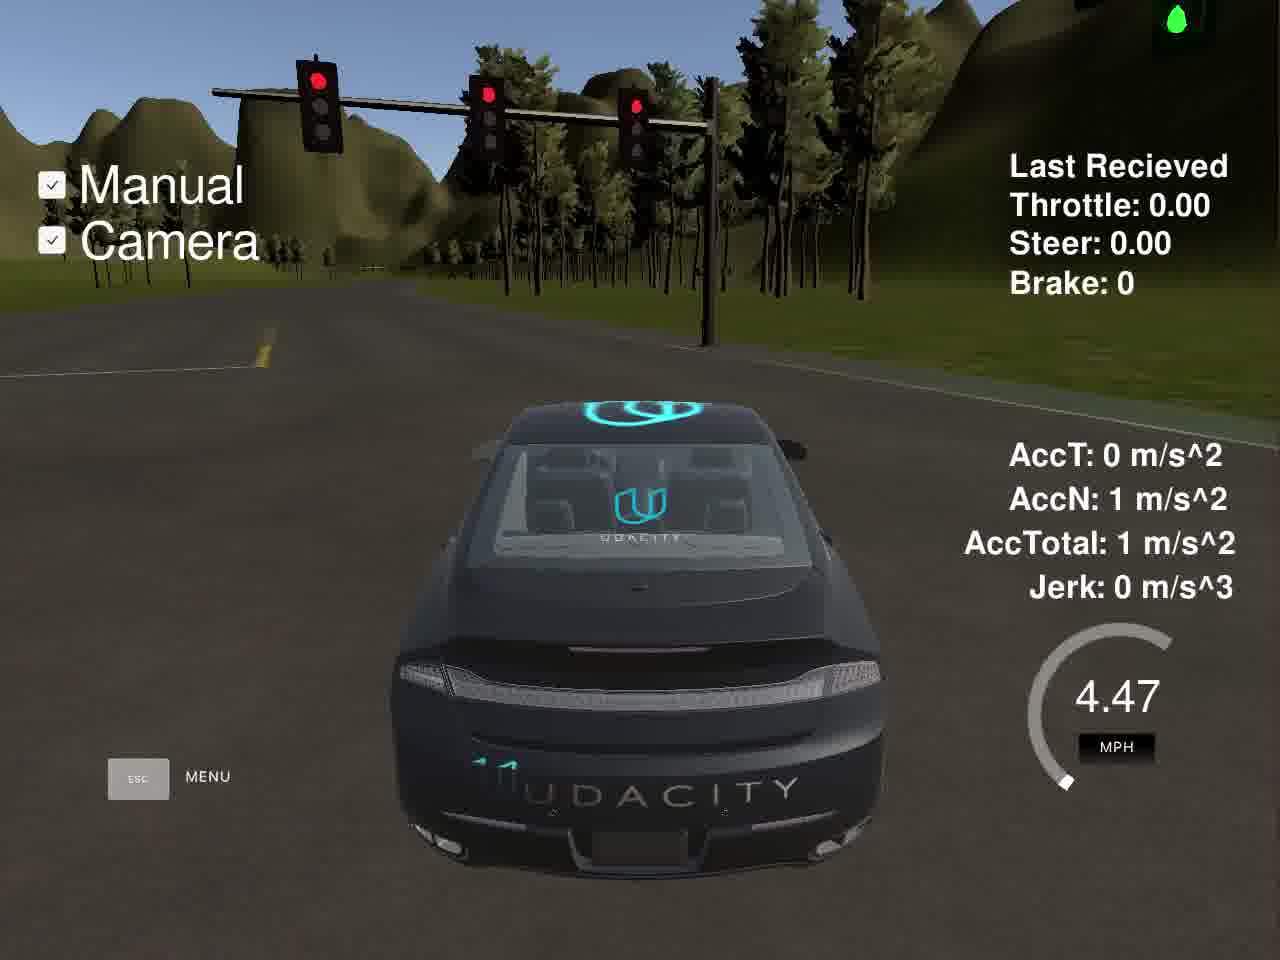 Manual
Camera
Last Recieved
Throttle: 0.00
Steer: 0.00
Brake: 0
AccT: 0 m/s^2
AccN: 1 m/s^2
AccTotal: 1 m/s^2
Jerk: 0 m/s^3
UDACITY
4.47
MPH
ESC MENU
UDACITY